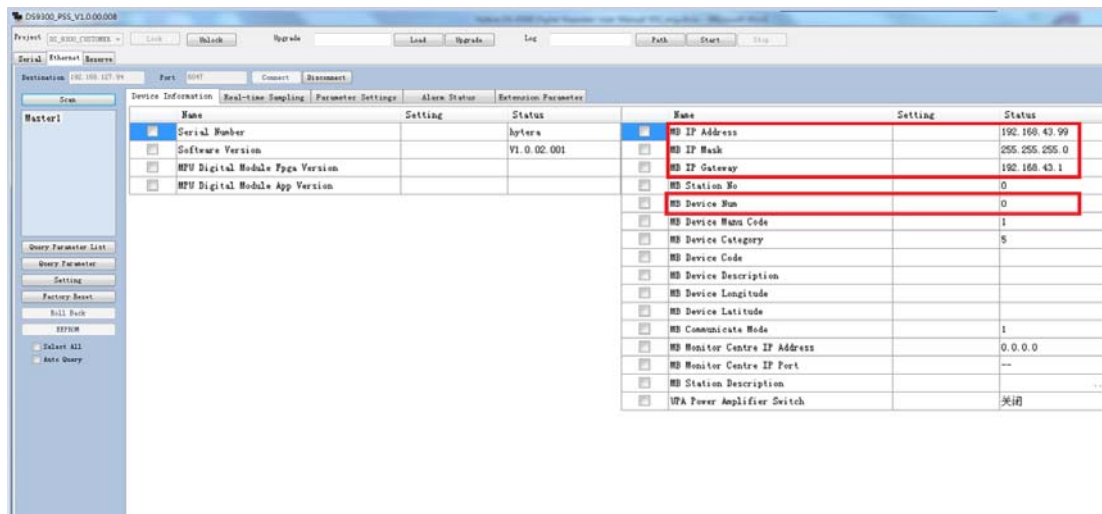 DS9300_PSS_V1.0.00.008
Project DS_9300_CUSTOMER Lock Unlock Upgrade Load Upgrade Log Path Start Stop
Serial Ethernet Reserve
Destination 192.168.127.94 Port Connect Disconnect
Scan Device Information Real-time Sampling Parameter Settings Alarm Status Extension Parameter
Master1
Name Setting Status Name Setting Status
Serial Number hytera MB IP Address 192.168.43.99
Software Version V1.0.02.001 MB IP Mask 255.255.255.0
MPU Digital Module Fpga Version MB IP Gateway 192.168.43.1
MPU Digital Module App Version MB Station No 0
MB Device Num 0
MB Device Manu Code 1
MB Device Category 5
MB Device Code
MB Device Description
MB Device Longitude
MB Device Latitude
MB Communicate Mode 1
MB Monitor Centre IP Address 0.0.0.0
MB Monitor Centre IP Port --
MB Station Description
Power Amplifier Switch 关闭
Query Parameter List
Query Parameter
Setting
Factory Reset
Roll Back
EEPROM
Select All
Auto Query